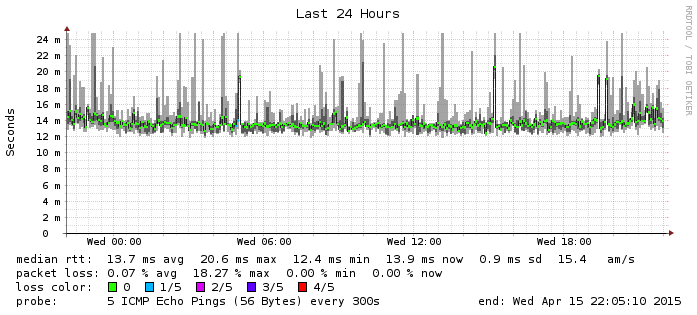 Last 24 Hours
RRDTOOL / TOBI OETIKER
Seconds
24 m
22 m
20 m
18 m
16 m
14 m
12 m
10 m
8 m
6 m
4 m
2 m
0
Wed 00:00 Wed 06:00 Wed 12:00 Wed 18:00
median rtt: 13.7 ms avg 20.6 ms max 12.4 ms min 13.9 ms now 0.9 ms sd 15.4 am/s
packet loss: 0.07 % avg 18.27 % max 0.00 % min 0.00 % now
loss color: 0 1/5 2/5 3/5 4/5
probe: 5 ICMP Echo Pings (56 Bytes) every 300s end: Wed Apr 15 22:05:10 2015